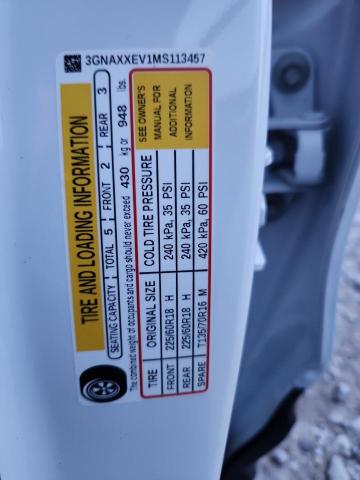 3GNAXXEV1MS113457
TIRE AND LOADING INFORMATION
SEATING CAPACITY TOTAL 5 FRONT 2 REAR 3
The combined weight of occupants and cargo should never exceed 430 kg or 948 lbs.
TIRE ORIGINAL SIZE COLD TIRE PRESSURE SEE OWNER'S
FRONT 225/60R18 H 240 kPa, 35 PSI MANUAL FOR
REAR 225/60R18 H 240 kPa, 35 PSI ADDITIONAL
SPARE T135/70R16 M 420 kPa, 60 PSI INFORMATION